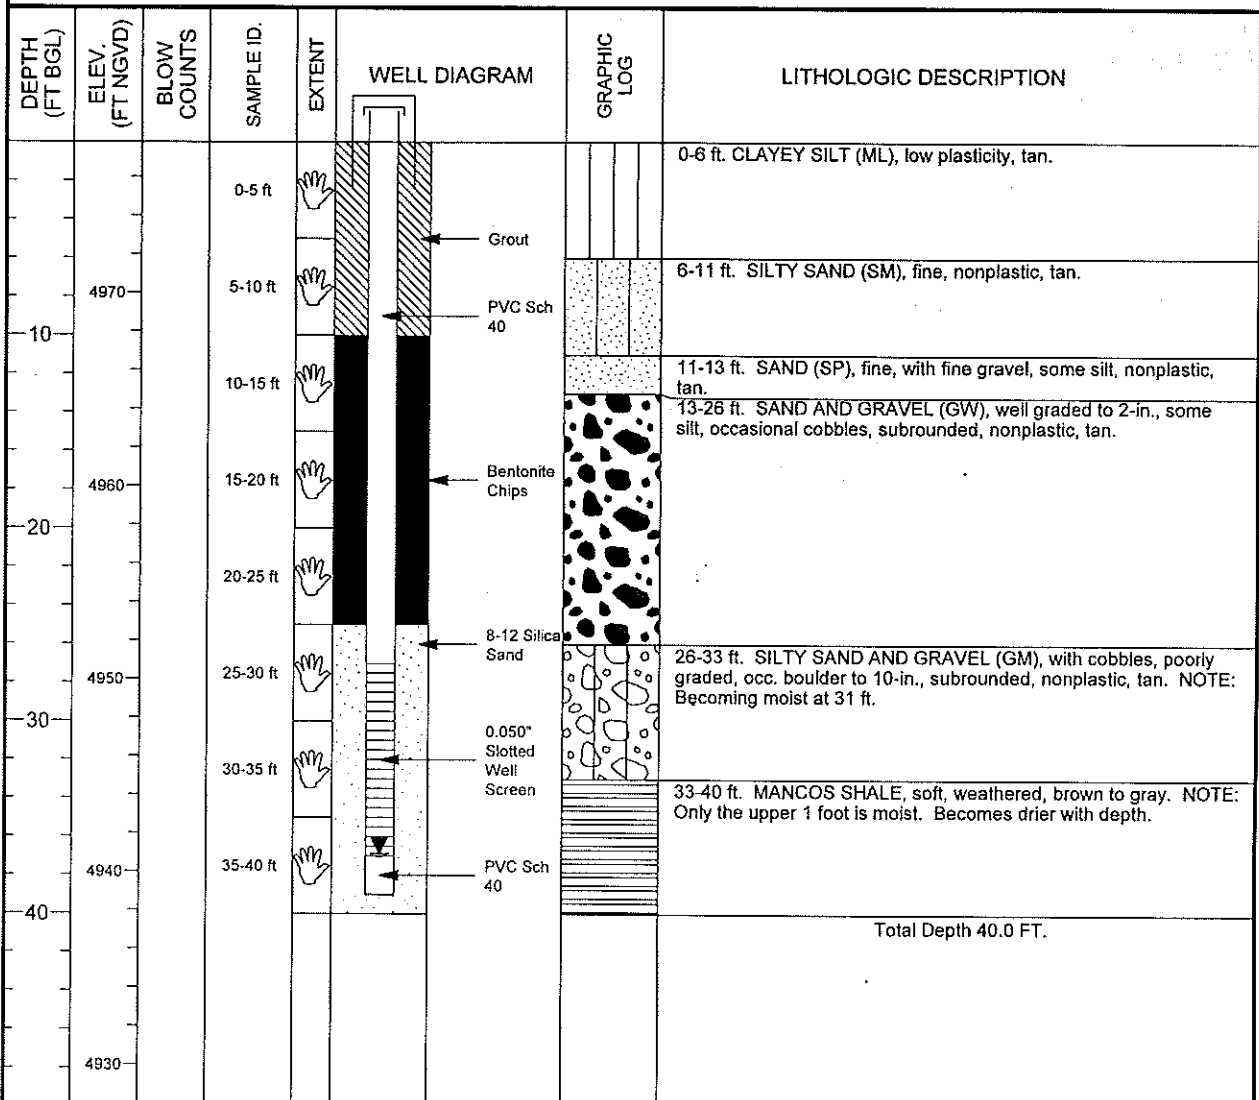 DEPTH
(FT BGL)
ELEV.
(FT NGVD)
BLOW
COUNTS
SAMPLE ID.
EXTENT
WELL DIAGRAM
GRAPHIC
LOG
LITHOLOGIC DESCRIPTION
0-6 ft. CLAYEY SILT (ML), low plasticity, tan.
0-5 ft
Grout
6-11 ft. SILTY SAND (SM), fine, nonplastic, tan.
5-10 ft
4970
PVC Sch
40
10
11-13 ft. SAND (SP), fine, with fine gravel, some silt, nonplastic,
tan.
10-15 ft
13-26 ft. SAND AND GRAVEL (GW), well graded to 2-in., some
silt, occasional cobbles, subrounded, nonplastic, tan.
15-20 ft
4960
Bentonite
Chips
20
20-25 ft
8-12 Silica
Sand
26-33 ft. SILTY SAND AND GRAVEL (GM), with cobbles, poorly
graded, occ. boulder to 10-in., subrounded, nonplastic, tan. NOTE:
Becoming moist at 31 ft.
25-30 ft
4950
30
0.050"
Slotted
Well
Screen
30-35 ft
33-40 ft. MANCOS SHALE, soft, weathered, brown to gray. NOTE:
Only the upper 1 foot is moist. Becomes drier with depth.
35-40 ft
4940
PVC Sch
40
40
Total Depth 40.0 FT.
4930